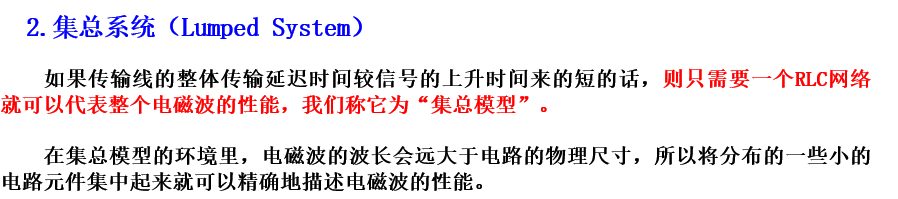 2.集总系统（Lumped System）
如果传输线的整体传输延迟时间较信号的上升时间来的短的话，则只需要一个RLC网络
就可以代表整个电磁波的性能，我们称它为“集总模型”。
在集总模型的环境里，电磁波的波长会远大于电路的物理尺寸，所以将分布的一些小的
电路元件集中起来就可以精确地描述电磁波的性能。